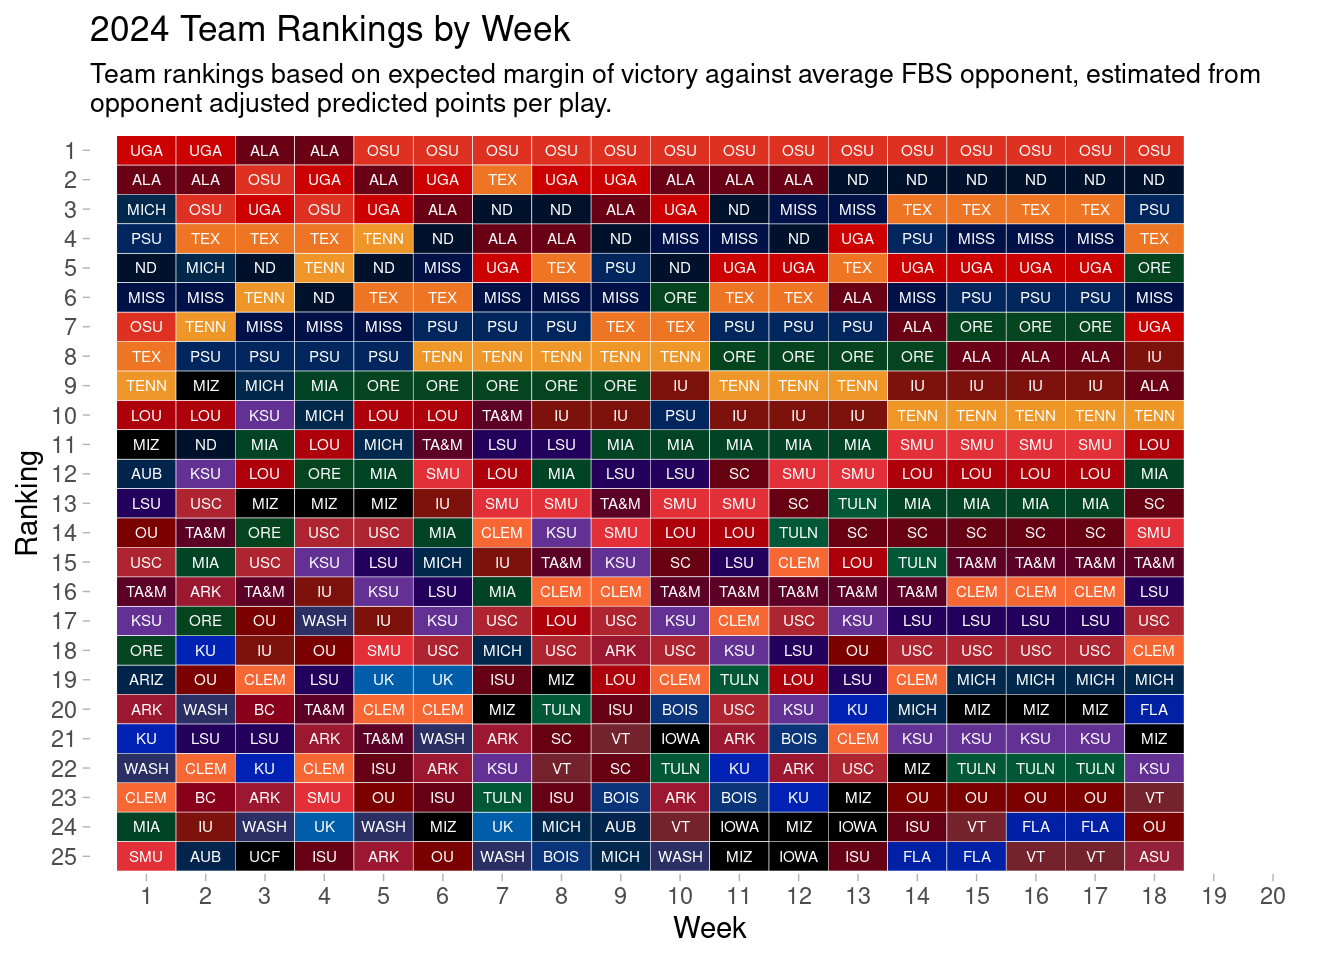 2024 Team Rankings by Week
Team rankings based on expected margin of victory against average FBS opponent, estimated from
opponent adjusted predicted points per play.
Ranking
1 UGA UGA ALA ALA OSU OSU OSU OSU OSU OSU OSU OSU OSU OSU OSU OSU OSU OSU
2 ALA ALA OSU UGA ALA UGA TEX UGA UGA ALA ALA ALA ND ND ND ND ND ND
3 MICH OSU UGA OSU UGA ALA ND ND ALA UGA ND MISS MISS TEX TEX TEX TEX PSU
4 PSU TEX TEX TEX TENN ND ALA ALA ND MISS MISS ND UGA PSU MISS MISS MISS TEX
5 ND MICH ND TENN ND MISS UGA TEX PSU ND UGA UGA TEX UGA UGA UGA UGA ORE
6 MISS MISS TENN ND TEX TEX MISS MISS MISS ORE TEX TEX ALA MISS PSU PSU PSU MISS
7 OSU TENN MISS MISS MISS PSU PSU PSU TEX TEX PSU PSU PSU ALA ORE ORE ORE UGA
8 TEX PSU PSU PSU PSU TENN TENN TENN TENN TENN ORE ORE ORE ORE ALA ALA ALA IU
9 TENN MIZ MICH MIA ORE ORE ORE ORE ORE IU TENN TENN TENN IU IU IU IU ALA
10 LOU LOU KSU MICH LOU LOU TA&M IU IU PSU IU IU IU TENN TENN TENN TENN TENN
11 MIZ ND MIA LOU MICH TA&M LSU LSU MIA MIA MIA MIA MIA SMU SMU SMU SMU LOU
12 AUB KSU LOU ORE MIA SMU LOU MIA LSU LSU SC SMU SMU LOU LOU LOU LOU MIA
13 LSU USC MIZ MIZ MIZ IU SMU SMU TA&M SMU SMU SC TULN MIA MIA MIA MIA SC
14 OU TA&M ORE USC USC MIA CLEM KSU SMU LOU LOU TULN SC SC SC SC SC SMU
15 USC MIA USC KSU LSU MICH IU TA&M KSU SC LSU CLEM LOU TULN TA&M TA&M TA&M TA&M
16 TA&M ARK TA&M IU KSU LSU MIA CLEM CLEM TA&M TA&M TA&M TA&M TA&M CLEM CLEM CLEM LSU
17 KSU ORE OU WASH IU KSU USC LOU USC KSU CLEM USC KSU LSU LSU LSU LSU USC
18 ORE KU IU OU SMU USC MICH USC ARK USC KSU LSU OU USC USC USC USC CLEM
19 ARIZ OU CLEM LSU UK UK ISU MIZ LOU CLEM TULN LOU LSU CLEM MICH MICH MICH MICH
20 ARK WASH BC TA&M CLEM CLEM MIZ TULN ISU BOIS USC KSU KU MICH MIZ MIZ MIZ FLA
21 KU LSU LSU ARK TA&M WASH ARK SC VT IOWA ARK BOIS CLEM KSU KSU KSU KSU MIZ
22 WASH CLEM KU CLEM ISU ARK KSU VT SC TULN KU ARK USC MIZ TULN TULN TULN KSU
23 CLEM BC ARK SMU OU ISU TULN ISU BOIS ARK BOIS KU MIZ OU OU OU OU VT
24 MIA IU WASH UK WASH MIZ UK MICH AUB VT IOWA MIZ IOWA ISU VT FLA FLA OU
25 SMU AUB UCF ISU ARK OU WASH BOIS MICH WASH MIZ IOWA ISU FLA FLA VT VT ASU
1 2 3 4 5 6 7 8 9 10 11 12 13 14 15 16 17 18 19 20
Week